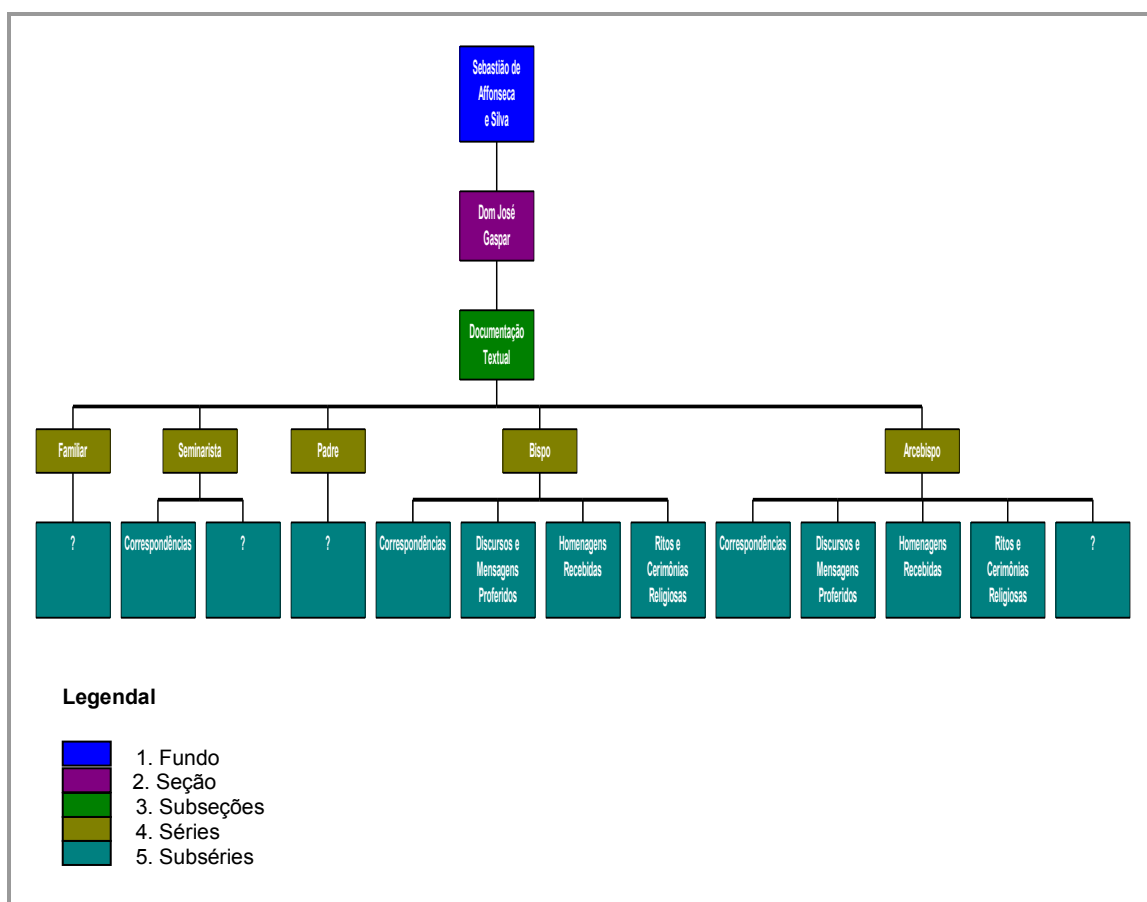 Sebastião de
Affonseca
e Silva
Dom José
Gaspar
Documentação
Textual
Familiar
Seminarista
Padre
Bispo
Arcebispo
?
Correspondências
?
?
Correspondências
Discursos e
Mensagens
Proferidos
Homenagens
Recebidas
Ritos e
Cerimônias
Religiosas
Correspondências
Discursos e
Mensagens
Proferidos
Homenagens
Recebidas
Ritos e
Cerimônias
Religiosas
?
Legendal
1. Fundo
2. Seção
3. Subseções
4. Séries
5. Subséries